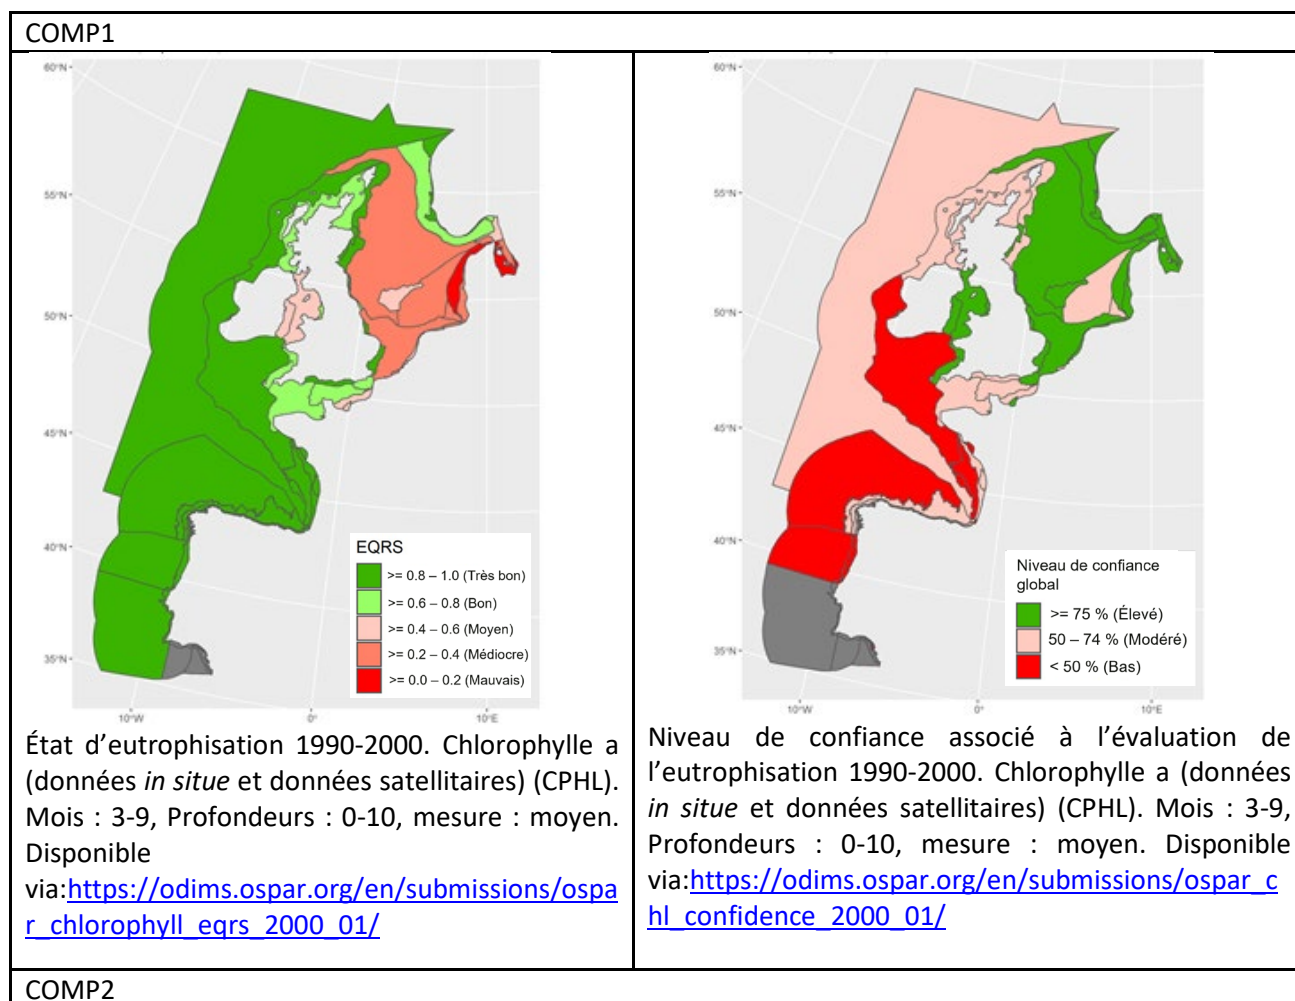 COMP1
60°N
55°N
50°N
45°N
40°N
35°N
10°W
0°
10°E
EQRS
>= 0.8 – 1.0 (Très bon)
>= 0.6 – 0.8 (Bon)
>= 0.4 – 0.6 (Moyen)
>= 0.2 – 0.4 (Médiocre)
>= 0.0 – 0.2 (Mauvais)
État d’eutrophisation 1990-2000. Chlorophylle a
(données in situe et données satellitaires) (CPHL).
Mois : 3-9, Profondeurs : 0-10, mesure : moyen.
Disponible
via:https://odims.ospar.org/en/submissions/ospa
r_chlorophyll_eqrs_2000_01/
60°N
55°N
50°N
45°N
40°N
35°N
10°W
0°
10°E
Niveau de confiance
global
>= 75 % (Élevé)
50 – 74 % (Modéré)
< 50 % (Bas)
Niveau de confiance associé à l’évaluation de
l’eutrophisation 1990-2000. Chlorophylle a (données
in situe et données satellitaires) (CPHL). Mois : 3-9,
Profondeurs : 0-10, mesure : moyen. Disponible
via:https://odims.ospar.org/en/submissions/ospar_c
hl_confidence_2000_01/
COMP2